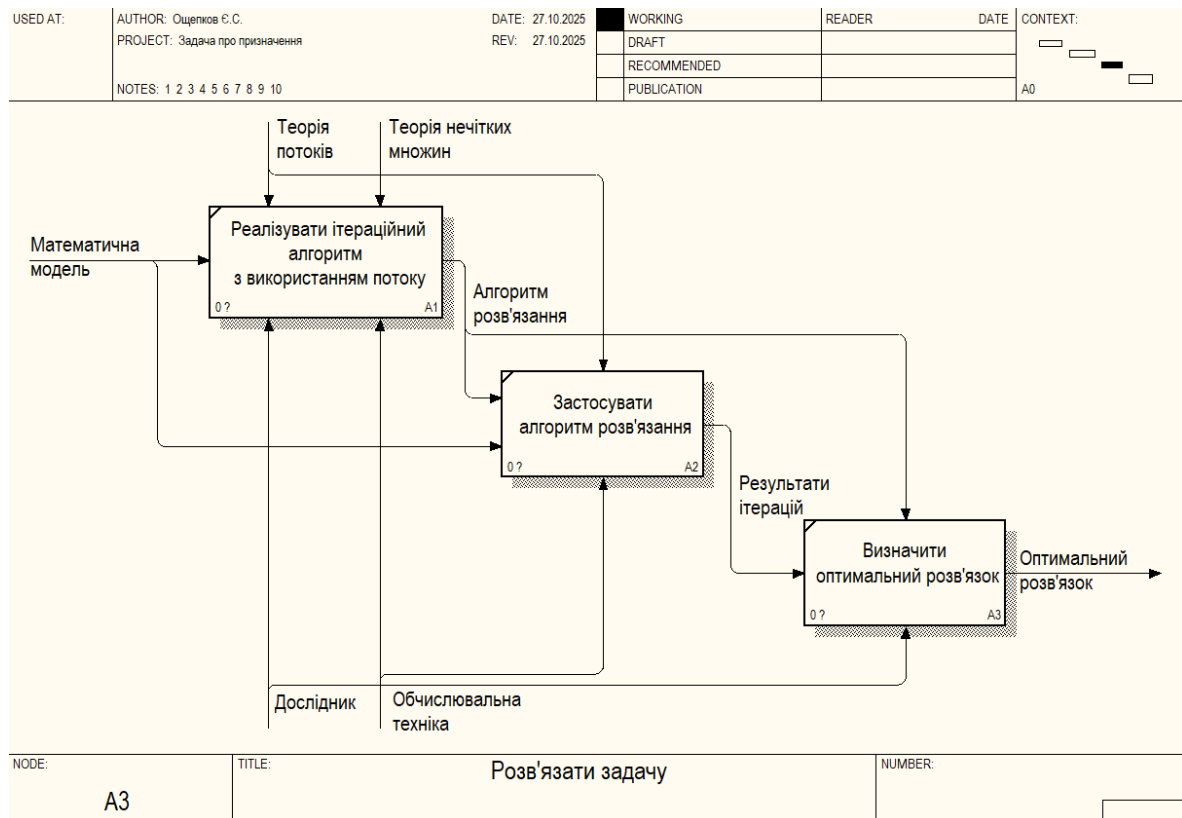 USED AT:
AUTHOR: Ощепков Є.С.
DATE: 27.10.2025
PROJECT: Задача про призначення
REV: 27.10.2025
NOTES: 1 2 3 4 5 6 7 8 9 10
WORKING
DRAFT
RECOMMENDED
PUBLICATION
READER
DATE
CONTEXT:
A0
Теорія
потоків
Теорія нечітких
множин
Математична
модель
Реалізувати ітераційний
алгоритм
з використанням потоку
0 ?
A1
Алгоритм
розв'язання
Застосувати
алгоритм розв'язання
0 ?
A2
Результати
ітерацій
Визначити
оптимальний розв'язок
0 ?
A3
Оптимальний
розв'язок
Дослідник
Обчислювальна
техніка
NODE:
A3
TITLE:
Розв'язати задачу
NUMBER: